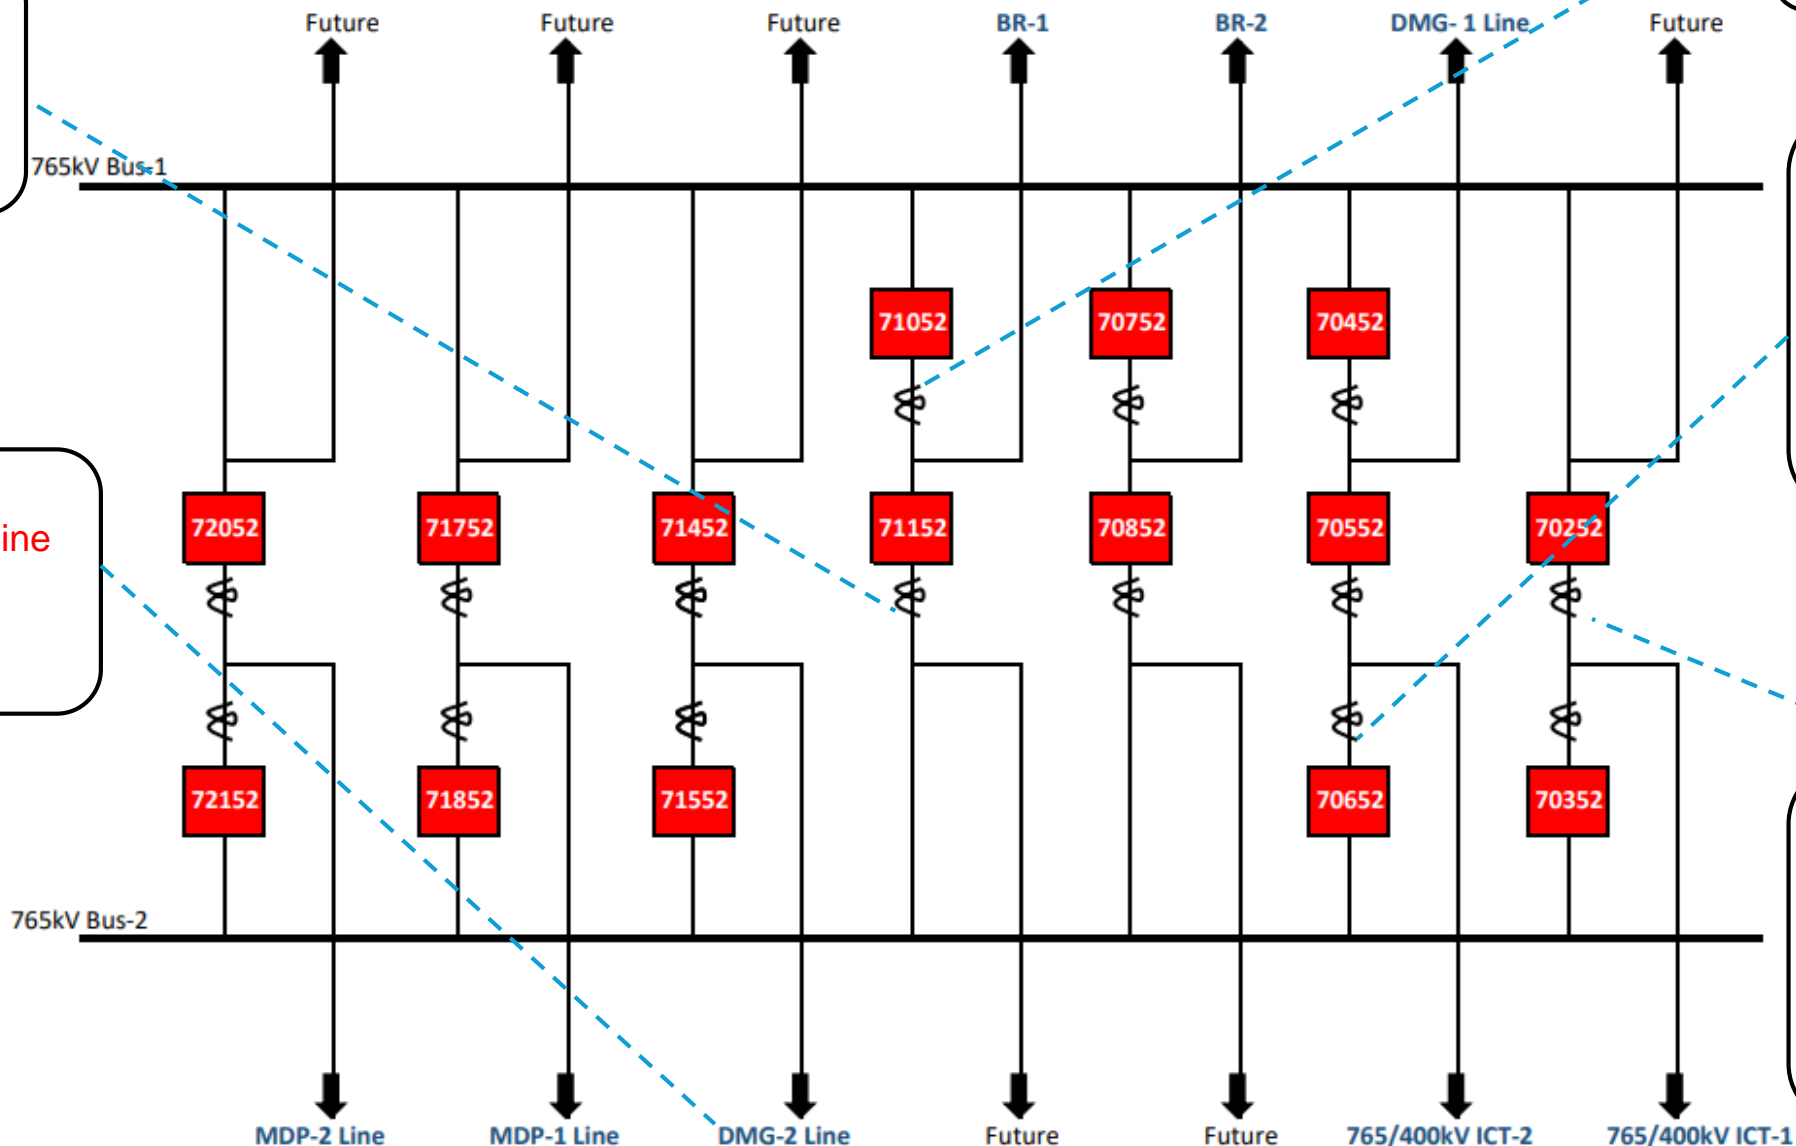 Future Future Future BR-1 BR-2 DMG- 1 Line Future
765kV Bus-1
71052 70752 70452
72052 71752 71452 71152 70852 70552 70252
ine
72152 71852 71552 70652 70352
765kV Bus-2
MDP-2 Line MDP-1 Line DMG-2 Line Future Future 765/400kV ICT-2 765/400kV ICT-1